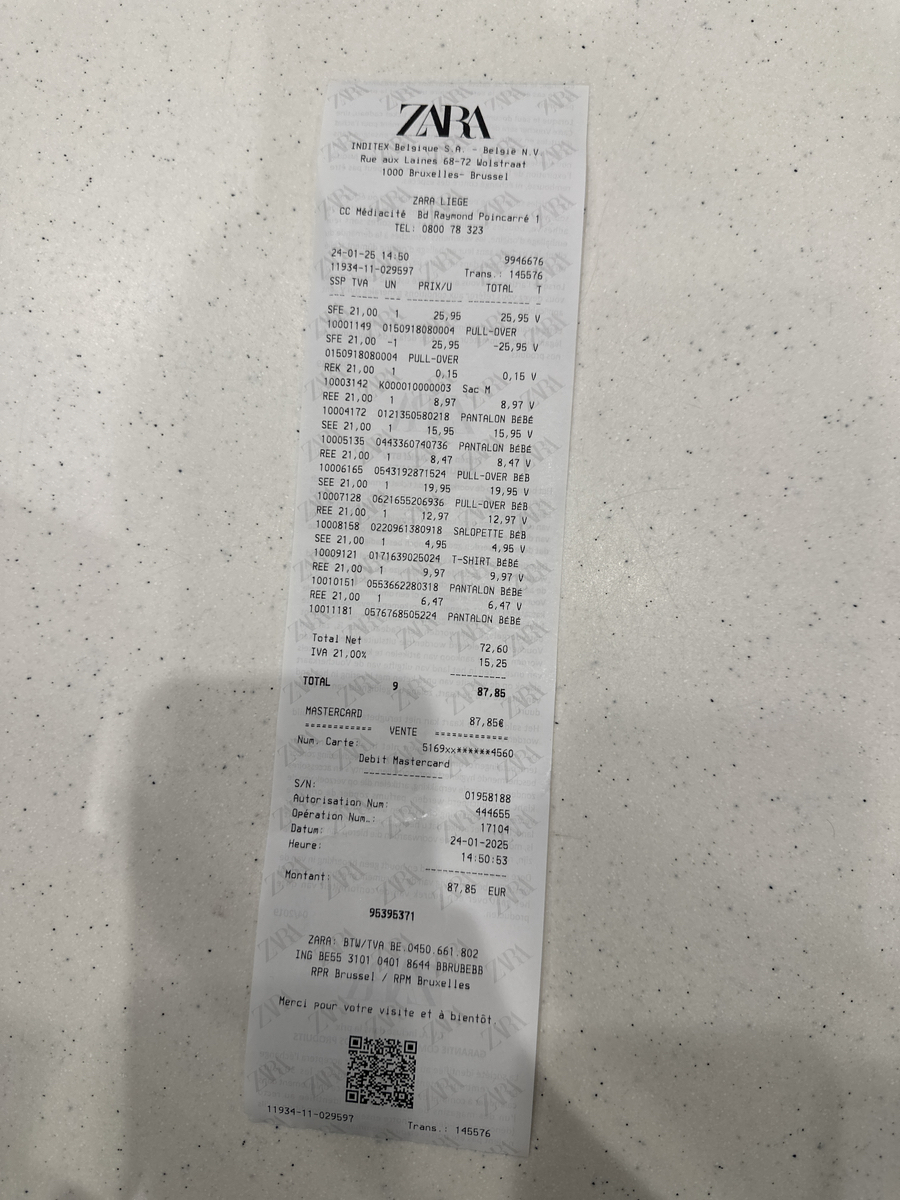 ZARA
INDITEX Belgique S.A. - België N.V.
Rue aux Laines 68-72 Wolstraat
1000 Bruxelles- Brussel
ZARA LIEGE
CC Médiacité Bd Raymond Poincarré 1
TEL: 0800 78 323
24-01-25 14:50 9946676
11934-11-029597 Trans.: 145576
SSP TVA UN PRIX/U TOTAL T
--- ----- --- --------- ------------ -
SFE 21,00 1 25,95 25,95 V
10001149 0150918080004 PULL-OVER
SFE 21,00 -1 25,95 -25,95 V
0150918080004 PULL-OVER
REK 21,00 1 0,15 0,15 V
10003142 K000010000003 Sac M
REE 21,00 1 8,97 8,97 V
10004172 0121350580218 PANTALON BÉBÉ
SEE 21,00 1 15,95 15,95 V
10005135 0443360740736 PANTALON BÉBÉ
REE 21,00 1 8,47 8,47 V
10006165 0543192871524 PULL-OVER BÉB
SEE 21,00 1 19,95 19,95 V
10007128 0621655206936 PULL-OVER BÉB
REE 21,00 1 12,97 12,97 V
10008158 0220961380918 SALOPETTE BÉB
SEE 21,00 1 4,95 4,95 V
10009121 0171639025024 T-SHIRT BÉBÉ
REE 21,00 1 9,97 9,97 V
10010151 0553662280318 PANTALON BÉBÉ
REE 21,00 1 6,47 6,47 V
10011181 0576768505224 PANTALON BÉBÉ
Total Net 72,60
IVA 21,00% 15,25
----------
TOTAL 9 87,85
MASTERCARD 87,85€
============ VENTE =============
Num. Carte: 5169xx******4560
Debit Mastercard
--------------
S/N: 01958188
Autorisation Num: 444655
Opération Num.: 17104
Datum: 24-01-2025
Heure: 14:50:53
--------------
Montant: 87,85 EUR
95395371
ZARA: BTW/TVA BE 0450.661.802
ING BE55 3101 0401 8644 BBRUBEBB
RPR Brussel / RPM Bruxelles
Merci pour votre visite et à bientôt.
11934-11-029597 Trans.: 145576